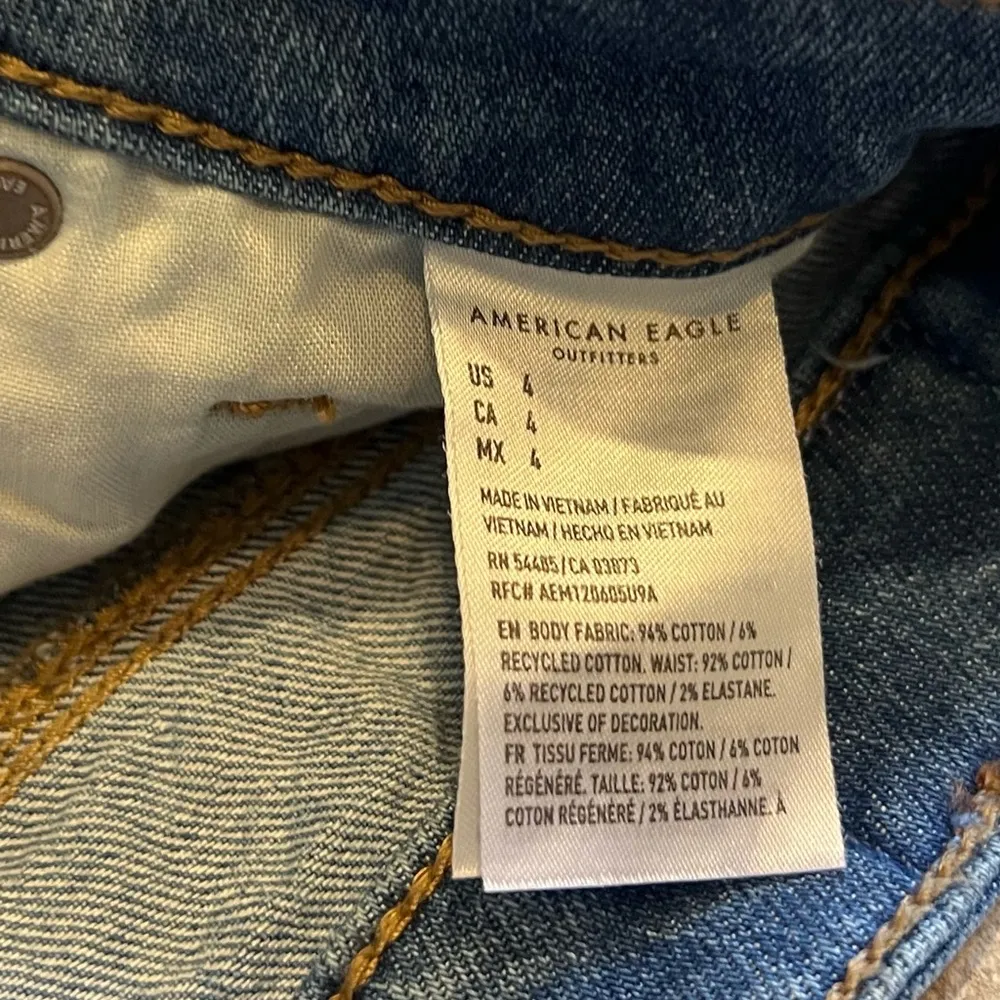 AMERICAN EAGLE
OUTFITTERS
US 4
CA 4
MX 4
MADE IN VIETNAM / FABRIQUÉ AU
VIETNAM / HECHO EN VIETNAM
RN 54485 / CA 03873
RFC# AEM120605U9A
EN BODY FABRIC: 94% COTTON / 6%
RECYCLED COTTON. WAIST: 92% COTTON /
6% RECYCLED COTTON / 2% ELASTANE.
EXCLUSIVE OF DECORATION.
FR TISSU FERME: 94% COTON / 6% COTON
RÉGÉNÉRÉ. TAILLE: 92% COTON / 6%
COTON RÉGÉNÉRÉ / 2% ÉLASTHANNE. À